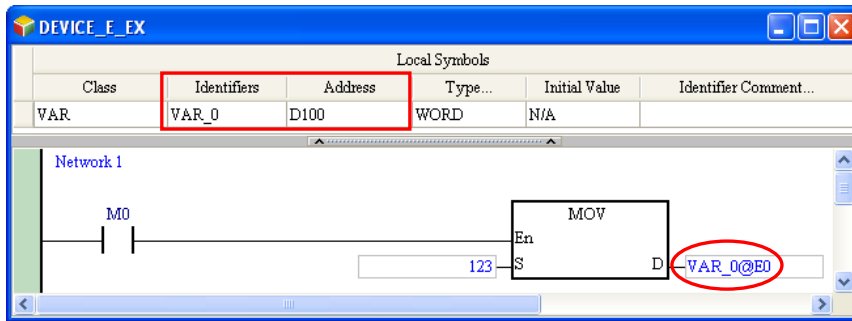 DEVICE_E_EX
Local Symbols
Class Identifiers Address Type... Initial Value Identifier Comment...
VAR VAR_0 D100 WORD N/A
Network 1
M0 MOV
En
123 S D VAR_0@E0